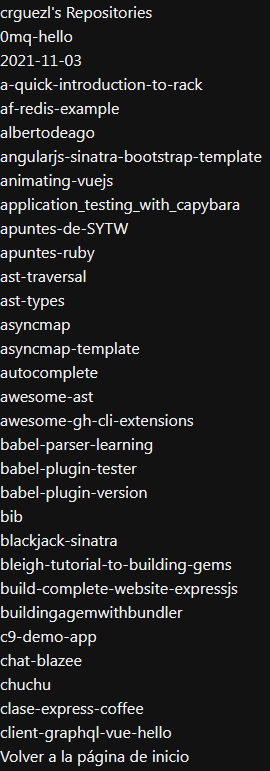 crguezl's Repositories
0mq-hello
2021-11-03
a-quick-introduction-to-rack
af-redis-example
albertodeago
angularjs-sinatra-bootstrap-template
animating-vuejs
application_testing_with_capybara
apuntes-de-SYTW
apuntes-ruby
ast-traversal
ast-types
asyncmap
asyncmap-template
autocomplete
awesome-ast
awesome-gh-cli-extensions
babel-parser-learning
babel-plugin-tester
babel-plugin-version
bib
blackjack-sinatra
bleigh-tutorial-to-building-gems
build-complete-website-expressjs
buildingagemwithbundler
c9-demo-app
chat-blazee
chuchu
clase-express-coffee
client-graphql-vue-hello
Volver a la página de inicio